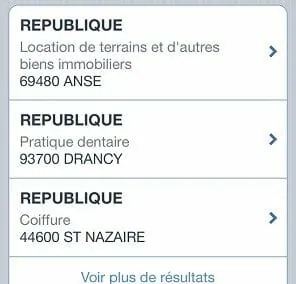 REPUBLIQUE
Location de terrains et d'autres
biens immobiliers
69480 ANSE
REPUBLIQUE
Pratique dentaire
93700 DRANCY
REPUBLIQUE
Coiffure
44600 ST NAZAIRE
Voir plus de résultats